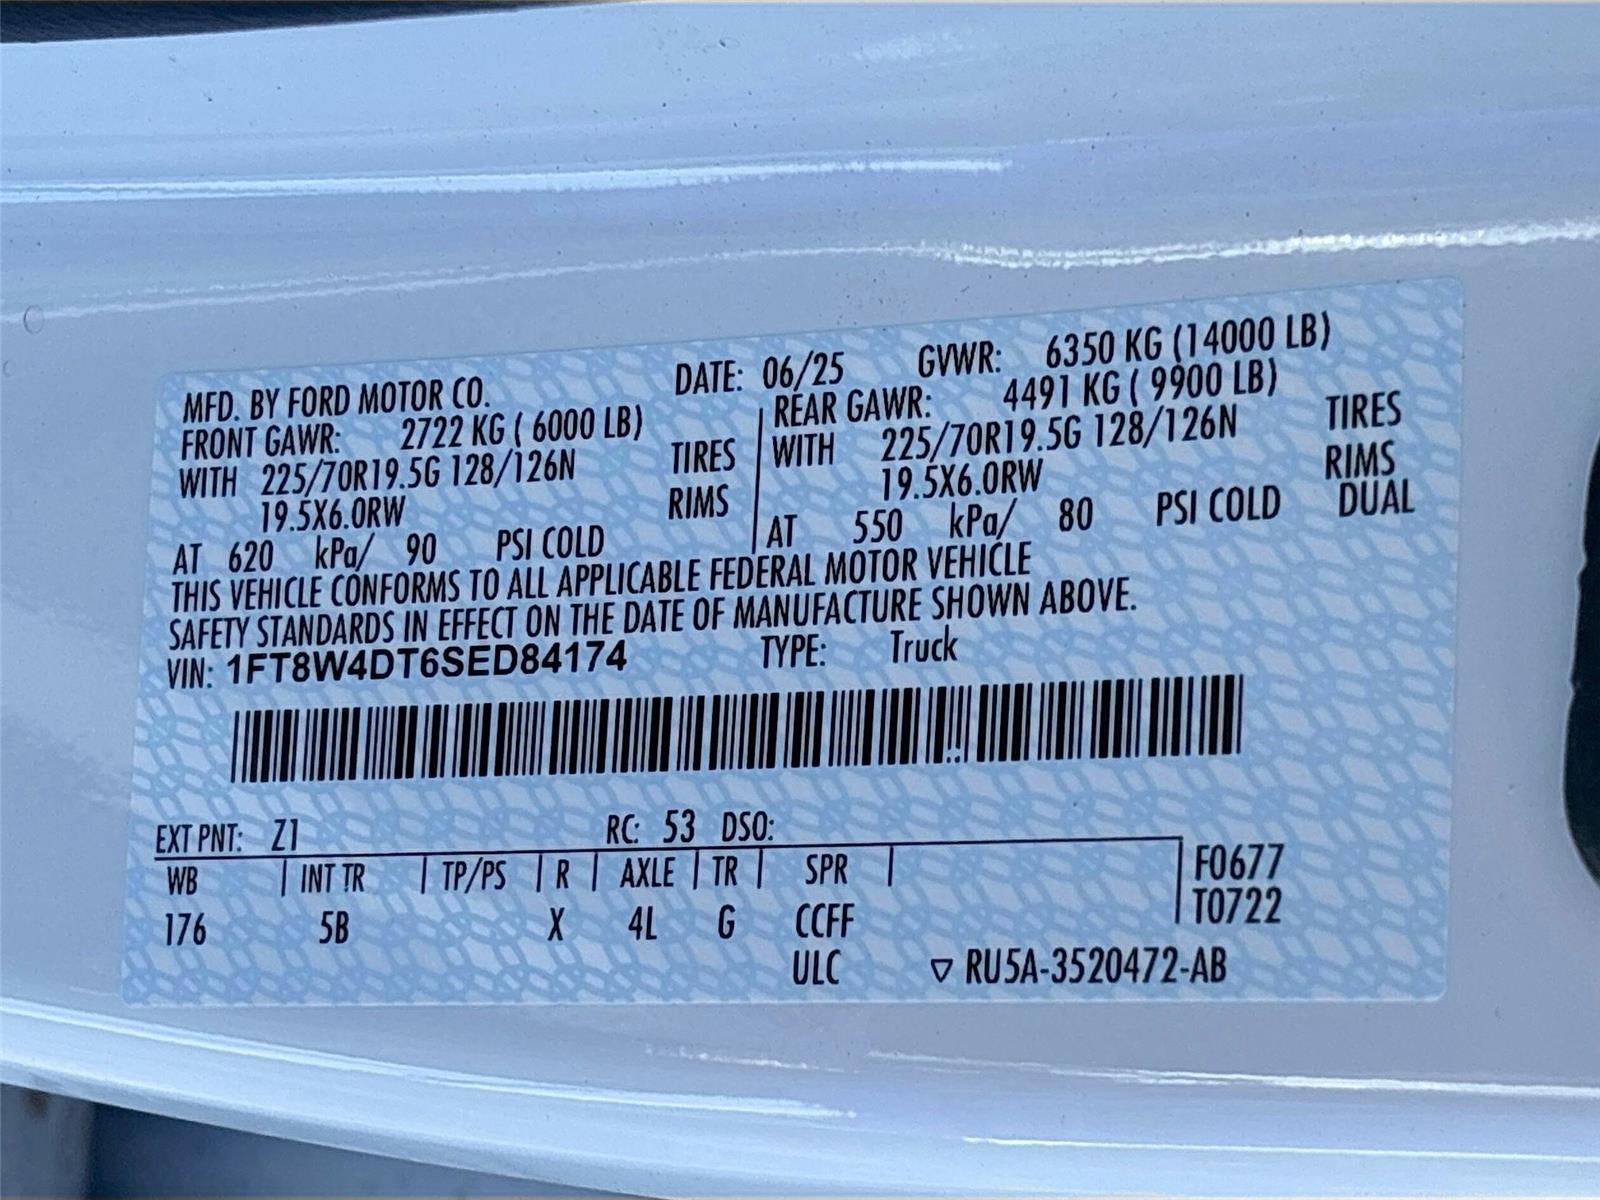 MFD. BY FORD MOTOR CO. DATE: 06/25 GVWR: 6350 KG (14000 LB)
FRONT GAWR: 2722 KG ( 6000 LB) REAR GAWR: 4491 KG ( 9900 LB)
WITH 225/70R19.5G 128/126N TIRES WITH 225/70R19.5G 128/126N TIRES
19.5X6.0RW RIMS 19.5X6.0RW RIMS
AT 620 kPa/ 90 PSI COLD AT 550 kPa/ 80 PSI COLD DUAL
THIS VEHICLE CONFORMS TO ALL APPLICABLE FEDERAL MOTOR VEHICLE
SAFETY STANDARDS IN EFFECT ON THE DATE OF MANUFACTURE SHOWN ABOVE.
VIN: 1FT8W4DT6SED84174 TYPE: Truck
EXT PNT: Z1 RC: 53 DSO:
WB INT TR TP/PS R AXLE TR SPR F0677
176 5B X 4L G CCFF T0722
ULC ▽ RU5A-3520472-AB